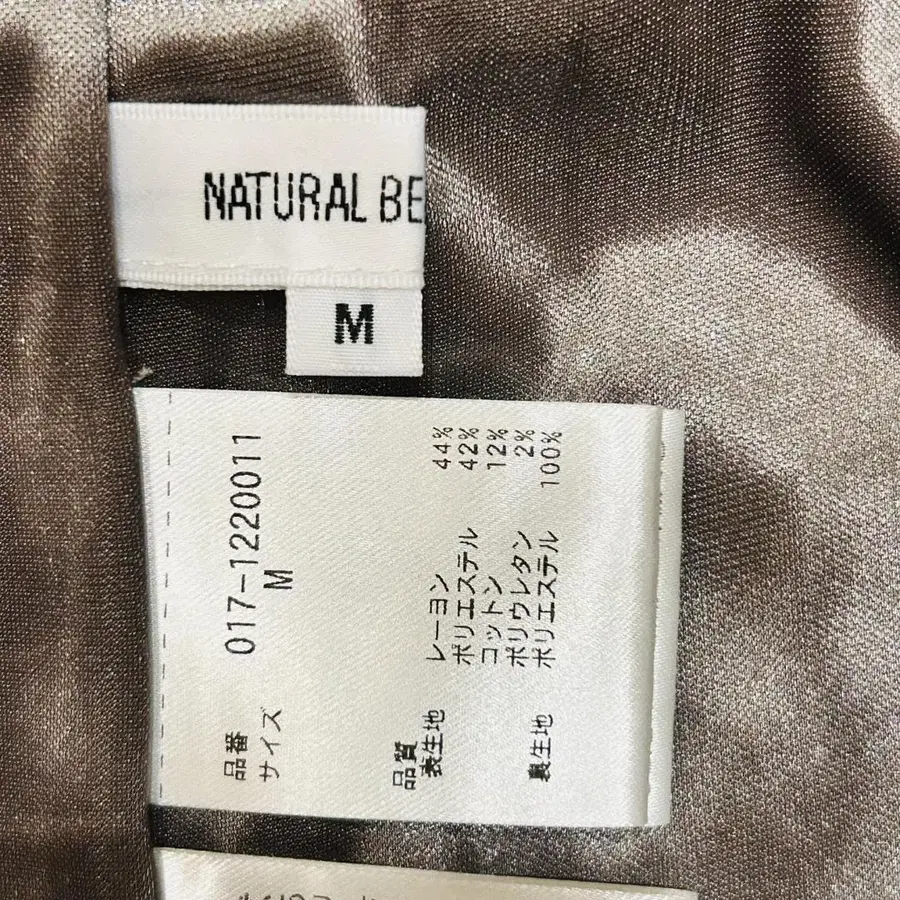 NATURAL BE
M
品番 017-1220011
サイズ M
品質
表生地 レーヨン 44%
ポリエステル 42%
コットン 12%
ポリウレタン 2%
裏生地 ポリエステル 100%